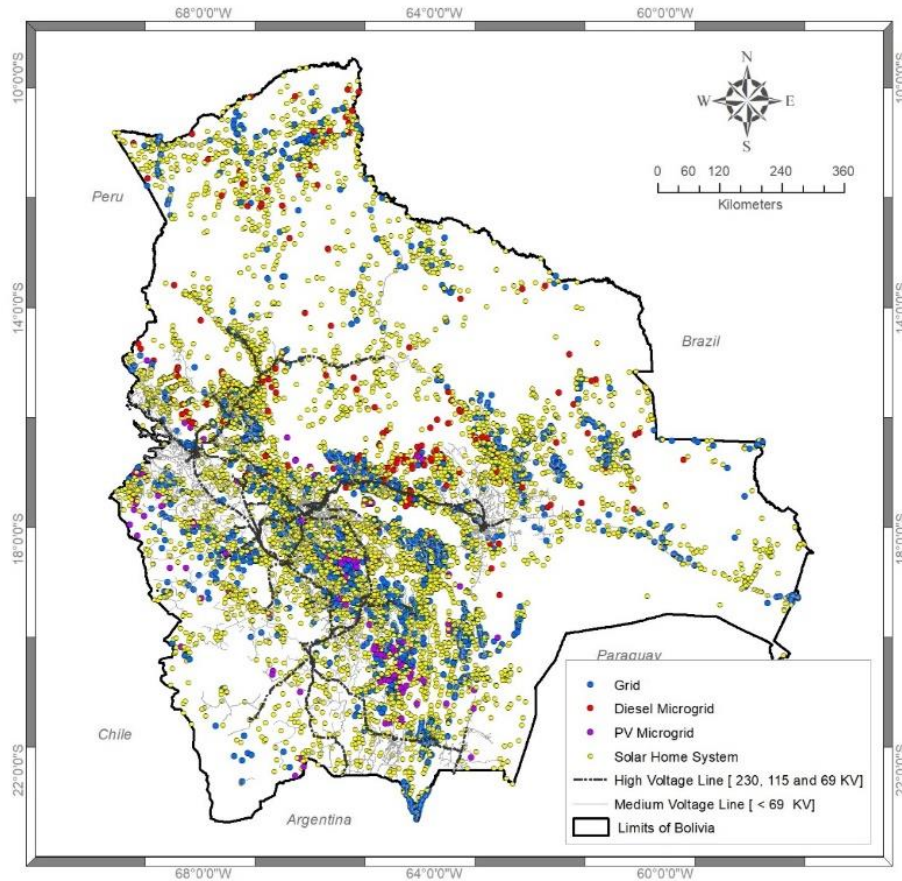 68°0'0"W 64°0'0"W 60°0'0"W
10°0'0"S
10°0'0"S
N
W E
S
0 60 120 240 360
Kilometers
Peru
14°0'0"S
14°0'0"S
Brazil
18°0'0"S
18°0'0"S
Paraguay
Grid
Diesel Microgrid
PV Microgrid
Solar Home System
High Voltage Line [ 230, 115 and 69 KV]
Medium Voltage Line [ < 69 KV]
Limits of Bolivia
Chile
22°0'0"S
22°0'0"S
Argentina
68°0'0"W 64°0'0"W 60°0'0"W